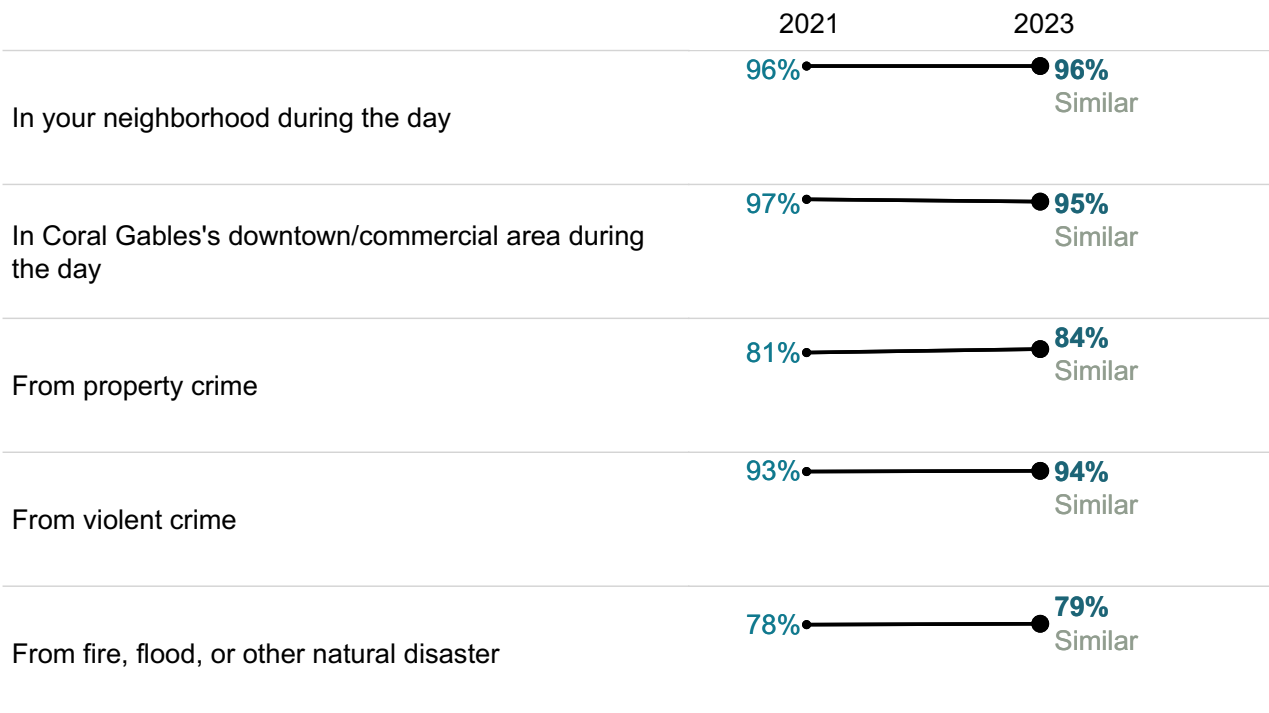 2021 2023
96% 96%
Similar
In your neighborhood during the day
97% 95%
Similar
In Coral Gables's downtown/commercial area during
the day
81% 84%
Similar
From property crime
93% 94%
Similar
From violent crime
78% 79%
Similar
From fire, flood, or other natural disaster